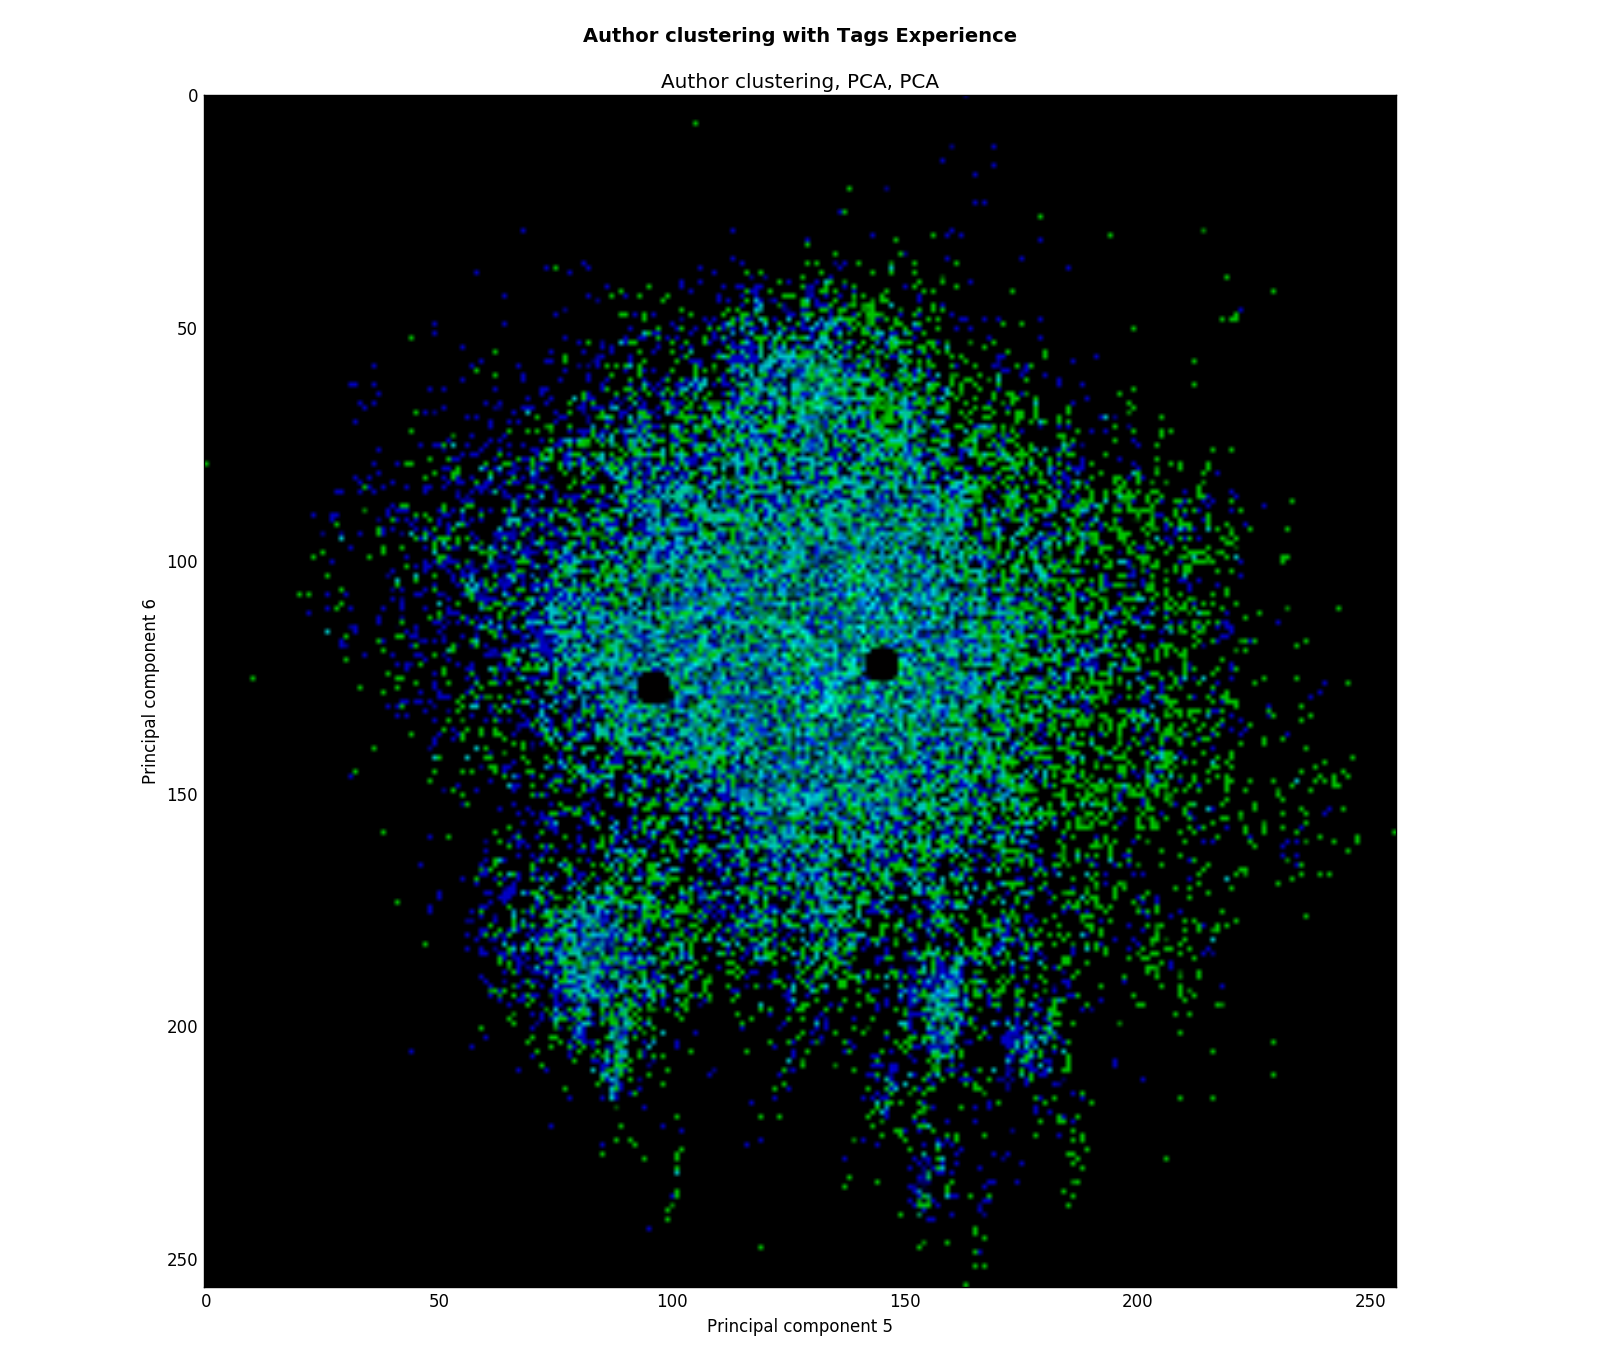 Author clustering with Tags Experience
Author clustering, PCA, PCA
0
50
100
150
200
250
Principal component 6
0 50 100 150 200 250
Principal component 5